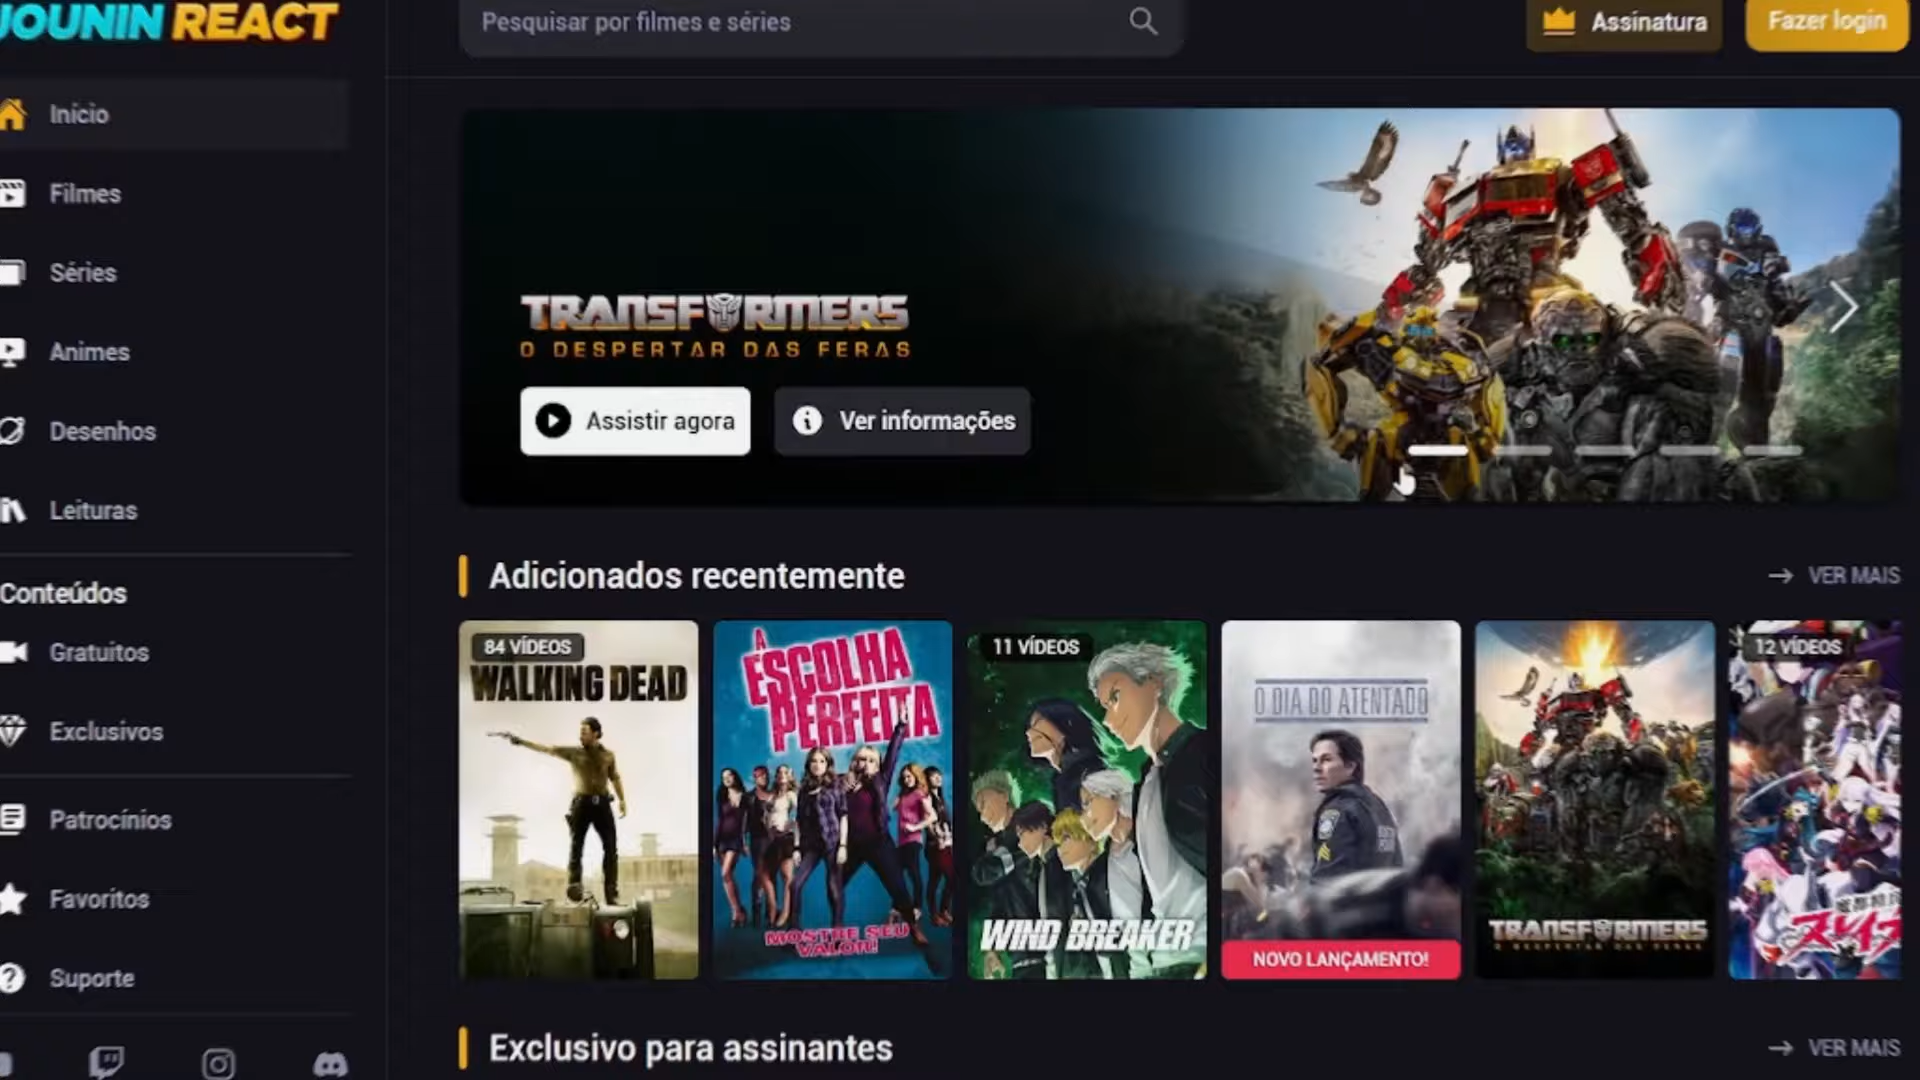 JOUNIN REACT
Pesquisar por filmes e séries
Assinatura
Fazer login
Início
Filmes
Séries
Animes
Desenhos
Leituras
Conteúdos
Gratuitos
Exclusivos
Patrocínios
Favoritos
Suporte
TRANSFORMERS
O DESPERTAR DAS FERAS
Assistir agora
Ver informações
Adicionados recentemente
VER MAIS
84 VÍDEOS
WALKING DEAD
A
ESCOLHA
PERFEITA
MOSTRE SEU
VALOR!
11 VÍDEOS
WIND BREAKER
O DIA DO ATENTADO
NOVO LANÇAMENTO!
TRANSFORMERS
O DESPERTAR DAS FERAS
12 VÍDEOS
Exclusivo para assinantes
VER MAIS